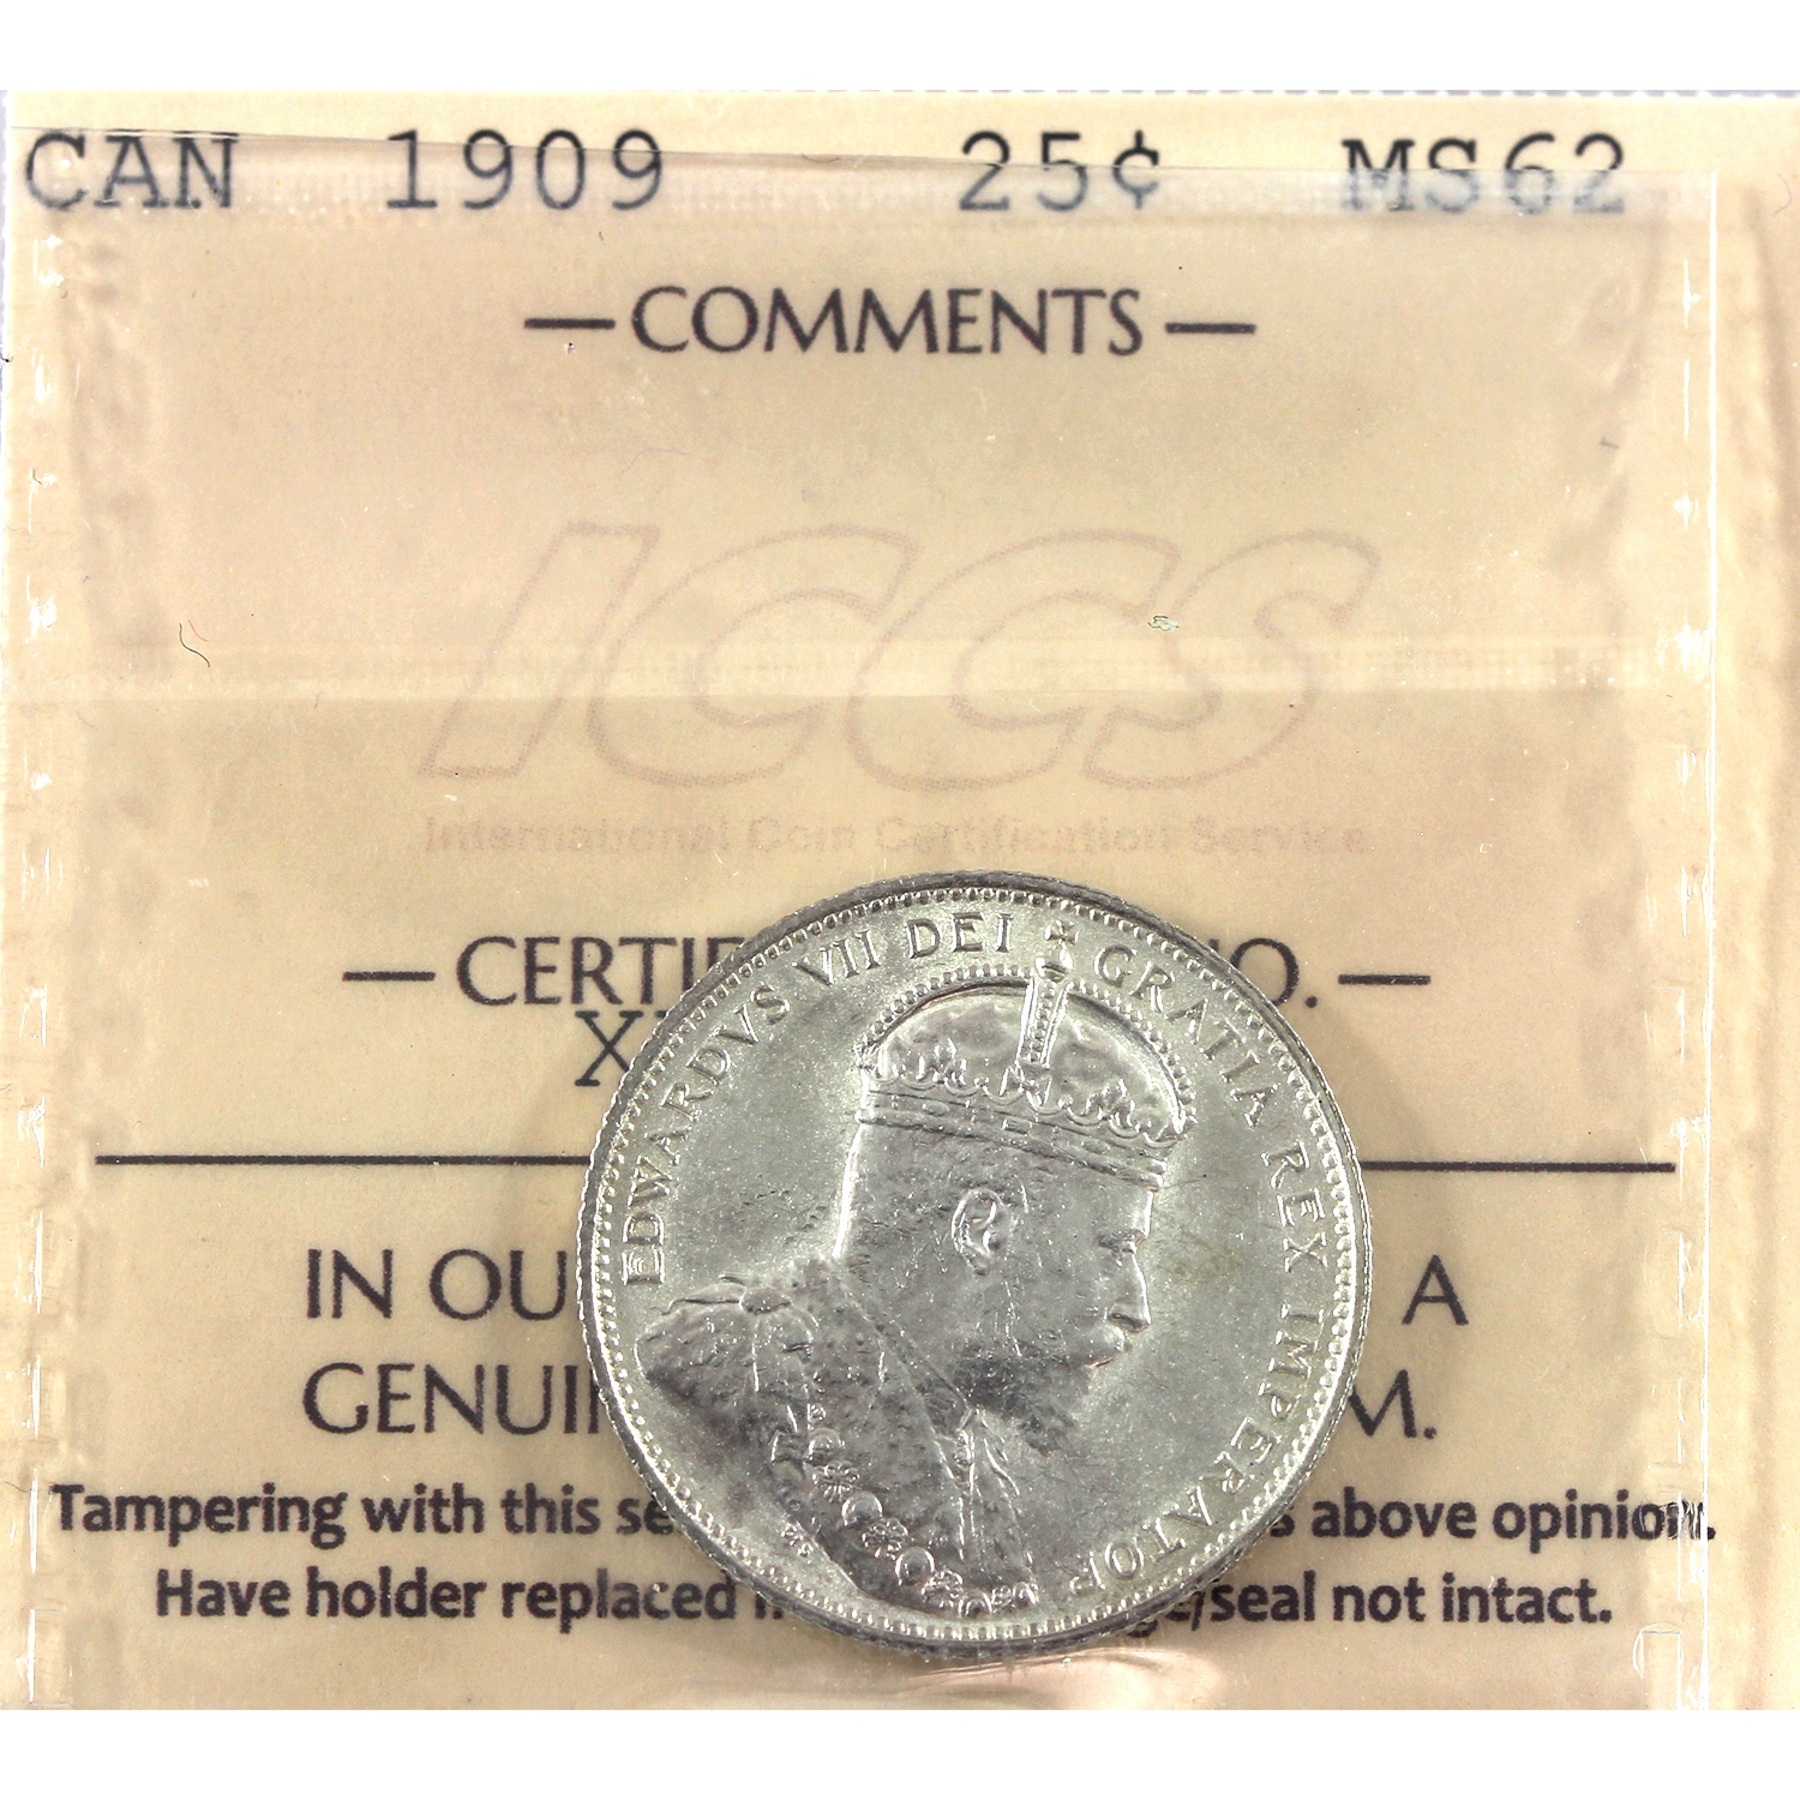 CAN 1909 25¢ MS62
— COMMENTS —
ICCS
International Coin Certification Service
— CERTIF O. —
X
IN OU A
GENUI M.
Tampering with this se s above opinion.
Have holder replaced i ge/seal not intact.
EDWARDVS VII DEI GRATIA REX IMPERATOR